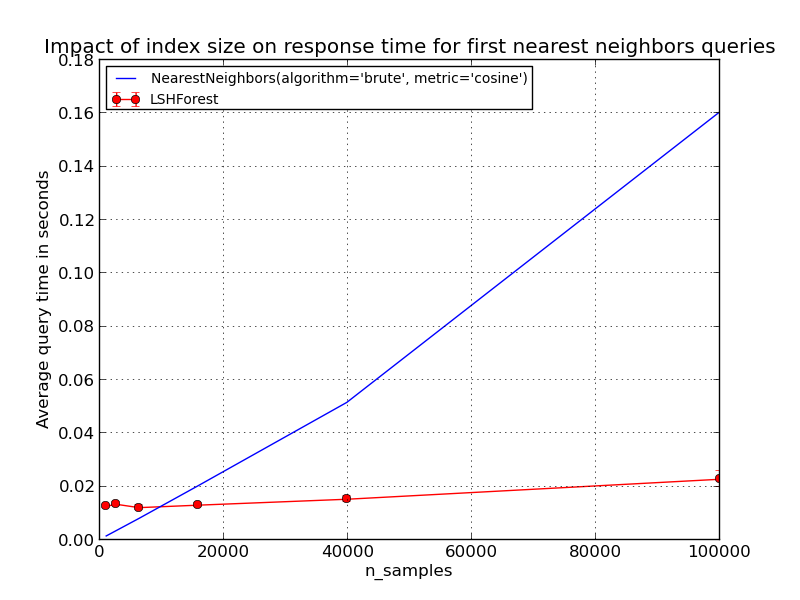 Impact of index size on response time for first nearest neighbors queries
0.18
NearestNeighbors(algorithm='brute', metric='cosine')
LSHForest
0.16
0.14
0.12
0.10
0.08
0.06
0.04
0.02
0.00
Average query time in seconds
0 20000 40000 60000 80000 100000
n_samples